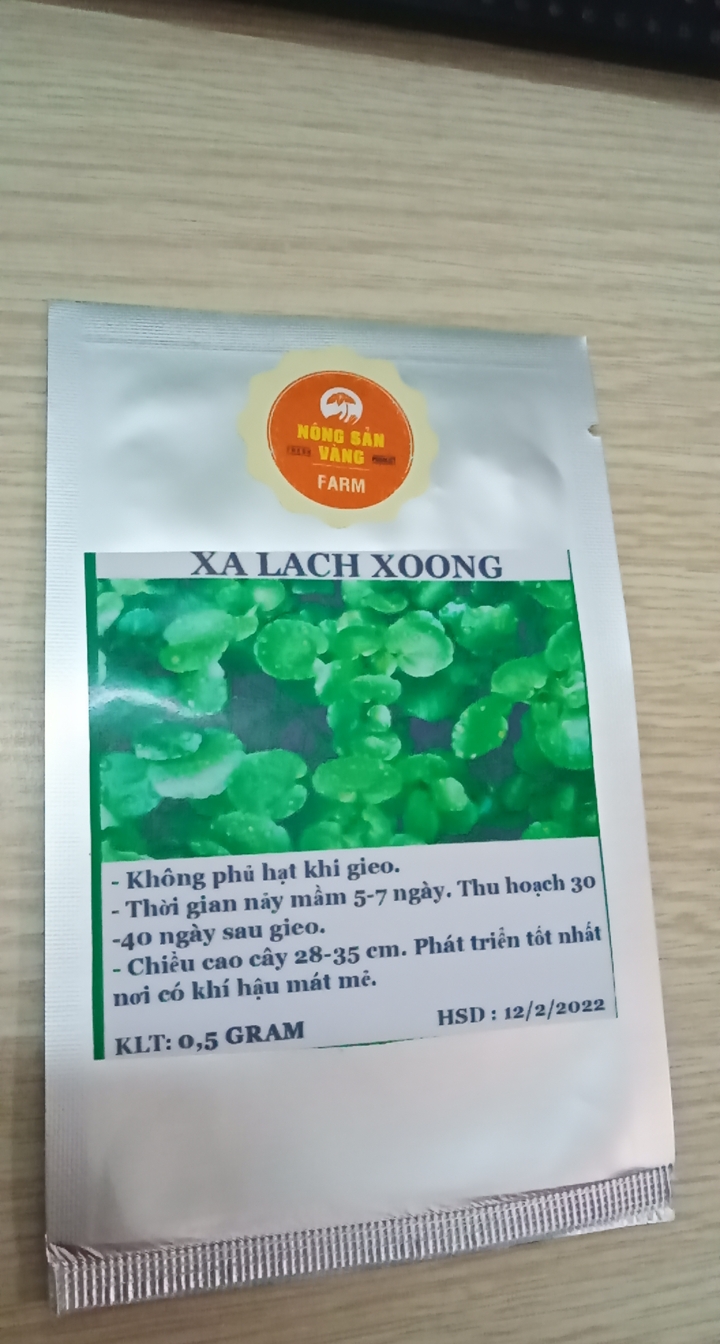 NÔNG SẢN
VÀNG
FARM
XÀ LÁCH XOONG
- Không phủ hạt khi gieo.
- Thời gian nảy mầm 5-7 ngày. Thu hoạch 30
-40 ngày sau gieo.
- Chiều cao cây 28-35 cm. Phát triển tốt nhất
nơi có khí hậu mát mẻ.
KLT: 0,5 GRAM
HSD : 12/2/2022